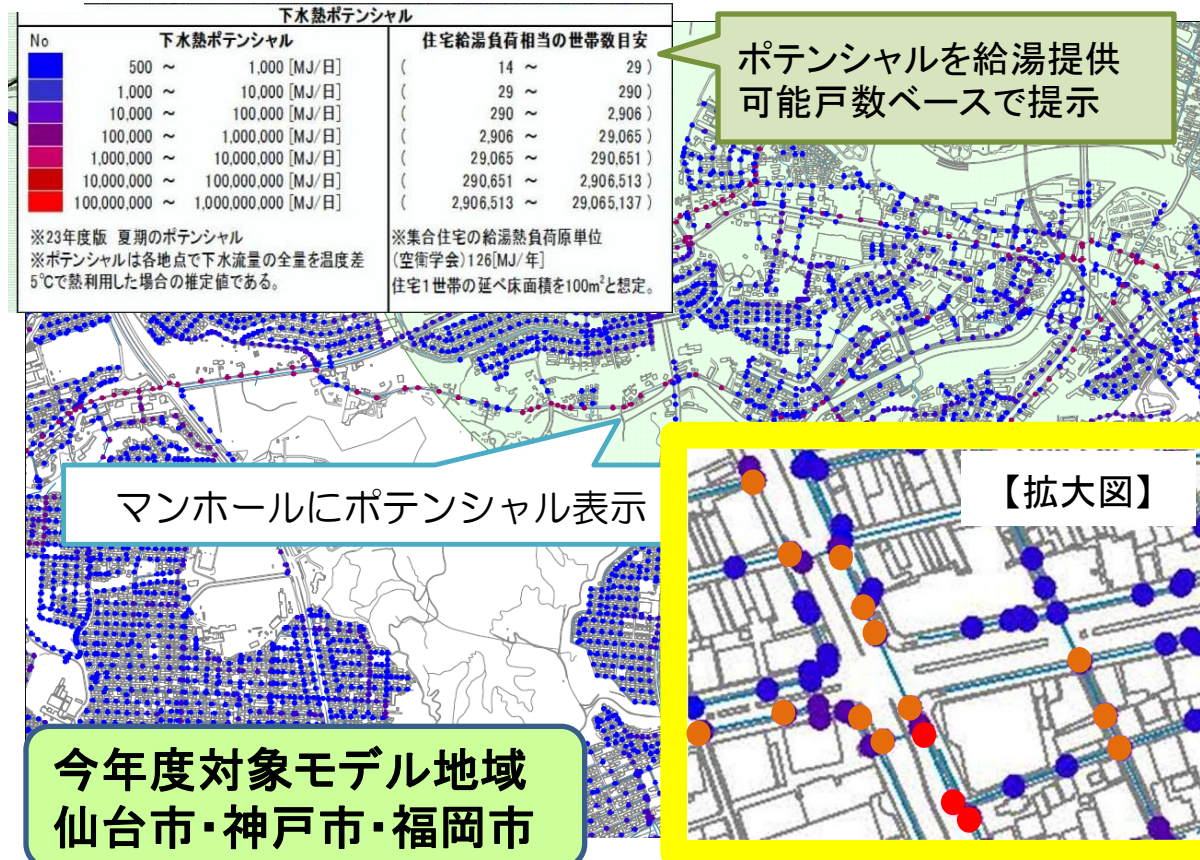 下水熱ポテンシャル
No 下水熱ポテンシャル 住宅給湯負荷相当の世帯数目安
500 ～ 1,000 [MJ/日] ( 14 ～ 29 )
1,000 ～ 10,000 [MJ/日] ( 29 ～ 290 )
10,000 ～ 100,000 [MJ/日] ( 290 ～ 2,906 )
100,000 ～ 1,000,000 [MJ/日] ( 2,906 ～ 29,065 )
1,000,000 ～ 10,000,000 [MJ/日] ( 29,065 ～ 290,651 )
10,000,000 ～ 100,000,000 [MJ/日] ( 290,651 ～ 2,906,513 )
100,000,000 ～ 1,000,000,000 [MJ/日] ( 2,906,513 ～ 29,065,137 )
※23年度版 夏期のポテンシャル
※ポテンシャルは各地点で下水流量の全量を温度差
5℃で熱利用した場合の推定値である。
※集合住宅の給湯熱負荷原単位
(空衛学会)126[MJ/年]
住宅1世帯の延べ床面積を100m²と想定。
ポテンシャルを給湯提供
可能戸数ベースで提示
マンホールにポテンシャル表示
【拡大図】
今年度対象モデル地域
仙台市・神戸市・福岡市